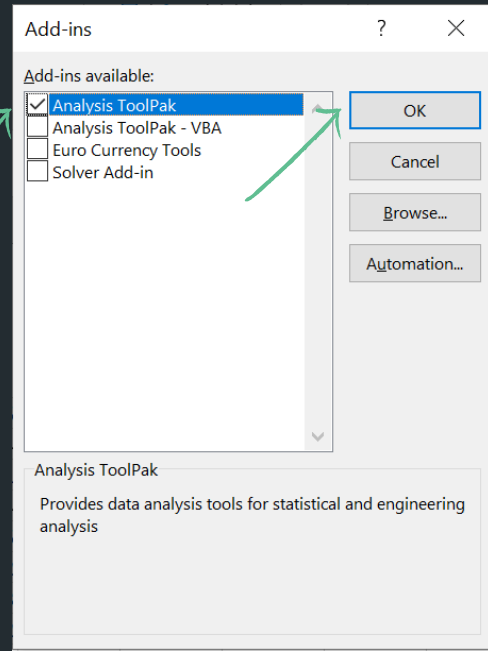 Add-ins
?
Add-ins available:
Analysis ToolPak
Analysis ToolPak - VBA
Euro Currency Tools
Solver Add-in
OK
Cancel
Browse...
Automation...
Analysis ToolPak
Provides data analysis tools for statistical and engineering
analysis